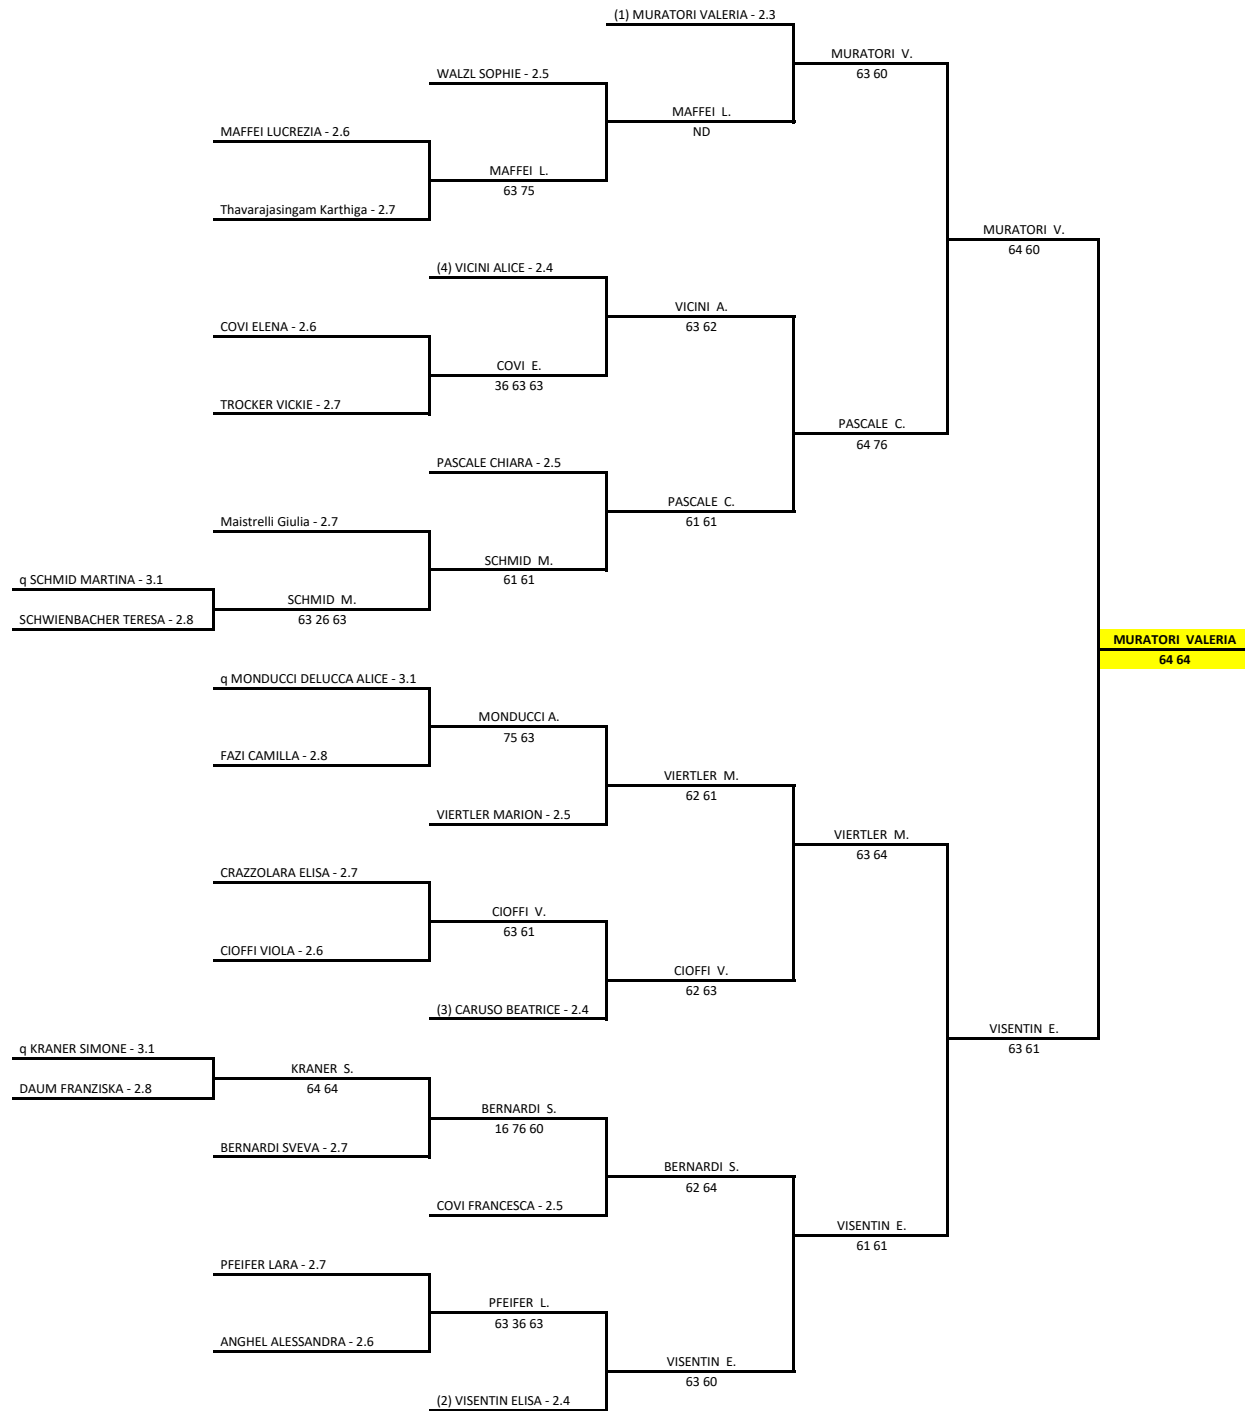 (1) MURATORI VALERIA - 2.3
MURATORI V.
63 60
WALZL SOPHIE - 2.5
MAFFEI L.
ND
MAFFEI LUCREZIA - 2.6
MAFFEI L.
63 75
Thavarajasingam Karthiga - 2.7
MURATORI V.
64 60
(4) VICINI ALICE - 2.4
VICINI A.
63 62
COVI ELENA - 2.6
COVI E.
36 63 63
TROCKER VICKIE - 2.7
PASCALE C.
64 76
PASCALE CHIARA - 2.5
PASCALE C.
61 61
Maistrelli Giulia - 2.7
SCHMID M.
61 61
q SCHMID MARTINA - 3.1
SCHMID M.
63 26 63
SCHWIENBACHER TERESA - 2.8
MURATORI VALERIA
64 64
q MONDUCCI DELUCCA ALICE - 3.1
MONDUCCI A.
75 63
FAZI CAMILLA - 2.8
VIERTLER M.
62 61
VIERTLER MARION - 2.5
VIERTLER M.
63 64
CRAZZOLARA ELISA - 2.7
CIOFFI V.
63 61
CIOFFI VIOLA - 2.6
CIOFFI V.
62 63
(3) CARUSO BEATRICE - 2.4
VISENTIN E.
63 61
q KRANER SIMONE - 3.1
KRANER S.
64 64
DAUM FRANZISKA - 2.8
BERNARDI S.
16 76 60
BERNARDI SVEVA - 2.7
BERNARDI S.
62 64
COVI FRANCESCA - 2.5
VISENTIN E.
61 61
PFEIFER LARA - 2.7
PFEIFER L.
63 36 63
ANGHEL ALESSANDRA - 2.6
VISENTIN E.
63 60
(2) VISENTIN ELISA - 2.4